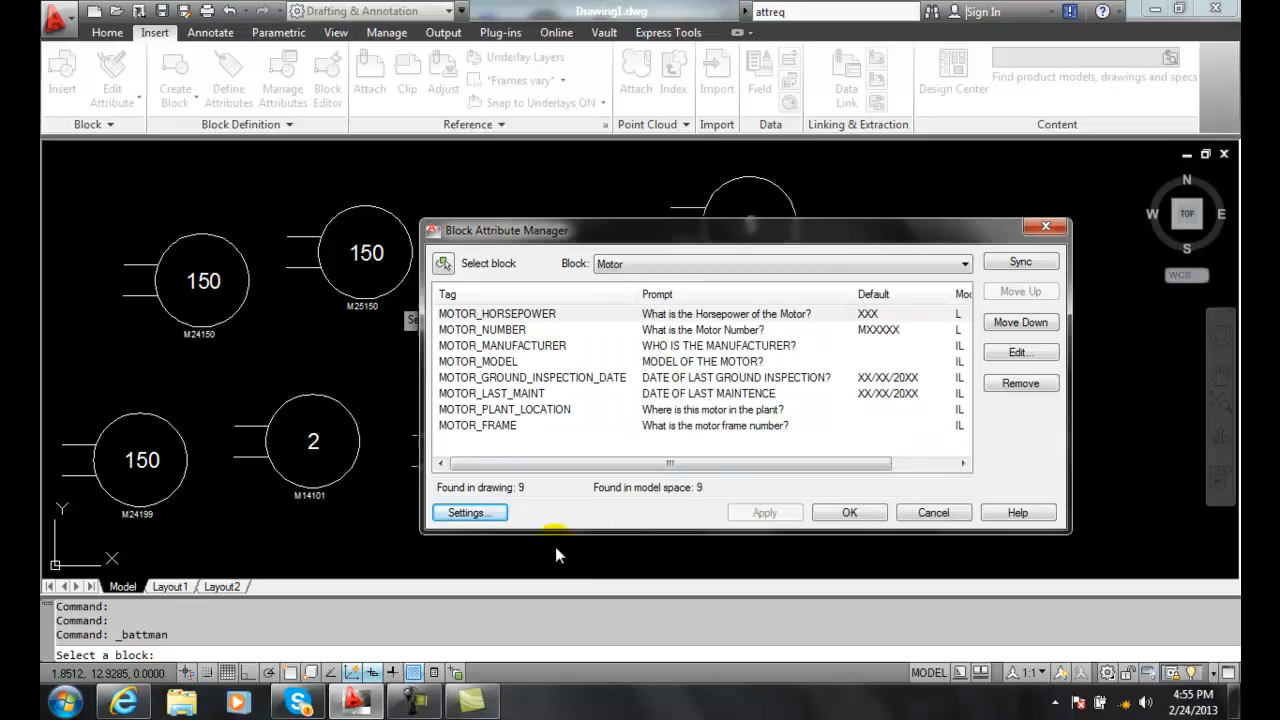 Drafting & Annotation
Drawing1.dwg
attreq
Sign In
Home Insert Annotate Parametric View Manage Output Plug-ins Online Vault Express Tools
Insert
Edit Attribute
Create Block
Define Attributes
Manage Attributes
Block Editor
Attach
Clip
Adjust
Underlay Layers
"Frames vary"
Snap to Underlays ON
Attach
Index
Import
Field
Data Link
Design Center
Find product models, drawings and specs
Block
Block Definition
Reference
Point Cloud
Import
Data
Linking & Extraction
Content
N
W TOP E
S
WCS
150
M24150
150
M25150
150
M24199
2
M14101
Y
X
Block Attribute Manager
Select block
Block: Motor
Sync
Tag Prompt Default
MOTOR_HORSEPOWER What is the Horsepower of the Motor? XXX L
MOTOR_NUMBER What is the Motor Number? MXXXXX L
MOTOR_MANUFACTURER WHO IS THE MANUFACTURER? IL
MOTOR_MODEL MODEL OF THE MOTOR? IL
MOTOR_GROUND_INSPECTION_DATE DATE OF LAST GROUND INSPECTION? XX/XX/20XX IL
MOTOR_LAST_MAINT DATE OF LAST MAINTENCE XX/XX/20XX IL
MOTOR_PLANT_LOCATION Where is this motor in the plant? IL
MOTOR_FRAME What is the motor frame number? IL
Move Up
Move Down
Edit...
Remove
Found in drawing: 9 Found in model space: 9
Settings... Apply OK Cancel Help
Model Layout1 Layout2
Command:
Command:
Command: _battman
Select a block:
1.8512, 12.9285, 0.0000
MODEL
1:1
4:55 PM
2/24/2013